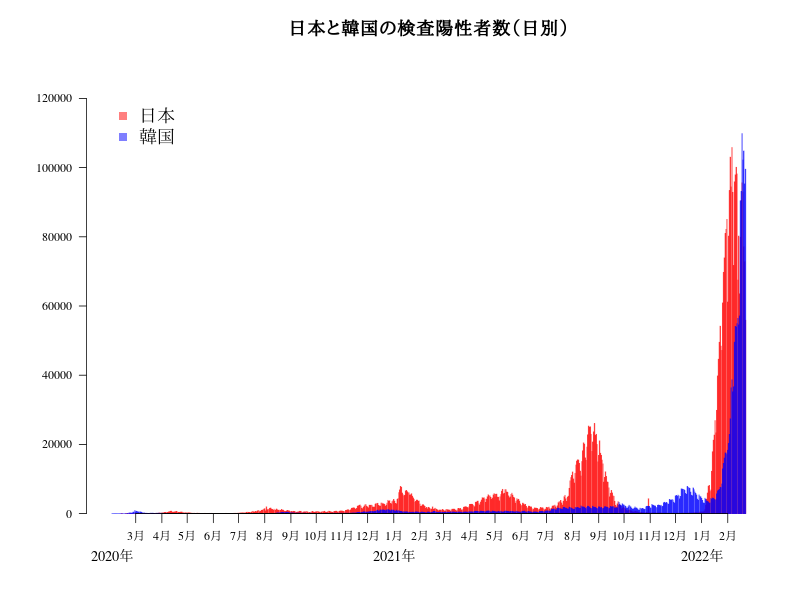 日本と韓国の検査陽性者数(日別)
120000
100000
80000
60000
40000
20000
0
日本
韓国
3月 4月 5月 6月 7月 8月 9月 10月 11月 12月 1月 2月 3月 4月 5月 6月 7月 8月 9月 10月 11月 12月 1月 2月
2020年 2021年 2022年